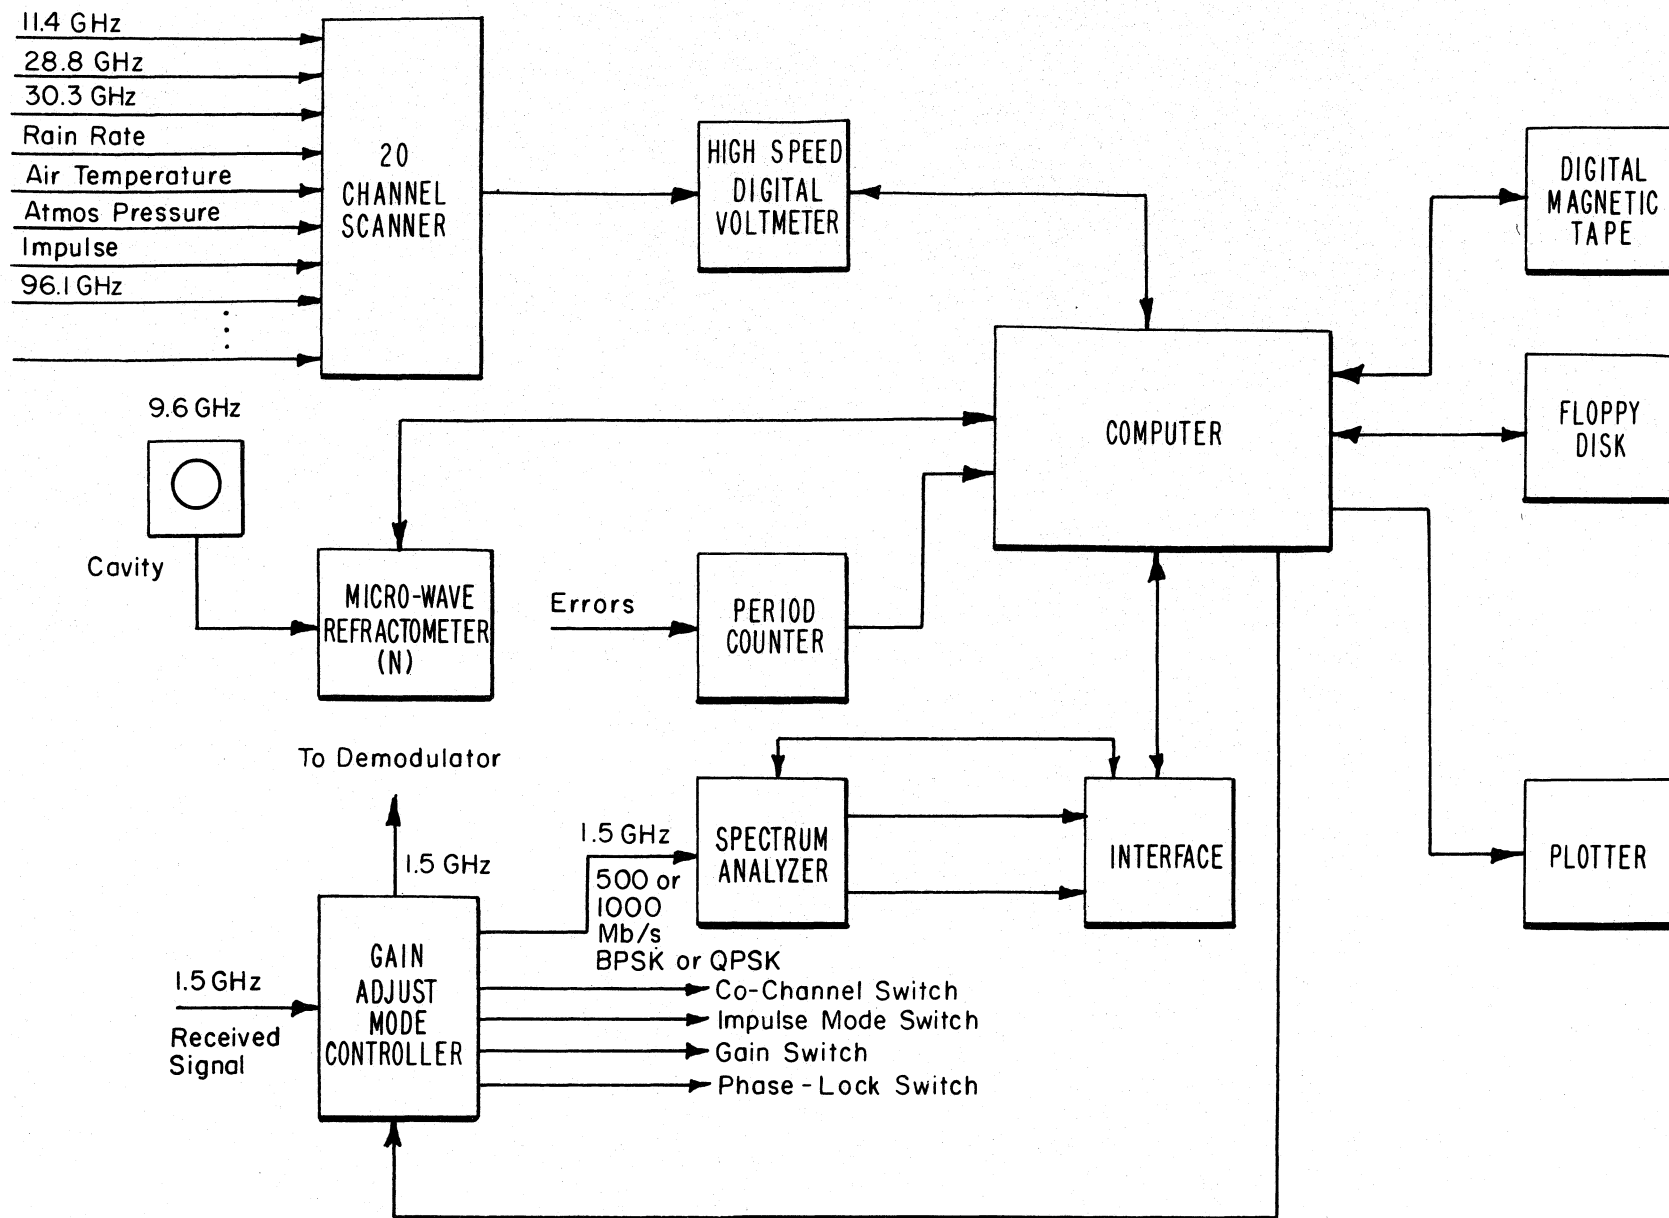 11.4 GHz
28.8 GHz
30.3 GHz
Rain Rate
Air Temperature
Atmos Pressure
Impulse
96.1 GHz
20
CHANNEL
SCANNER
HIGH SPEED
DIGITAL
VOLTMETER
DIGITAL
MAGNETIC
TAPE
9.6 GHz
Cavity
COMPUTER
FLOPPY
DISK
MICRO-WAVE
REFRACTOMETER
(N)
Errors
PERIOD
COUNTER
To Demodulator
1.5 GHz
1.5 GHz
500 or
1000
Mb/s
BPSK or QPSK
SPECTRUM
ANALYZER
INTERFACE
PLOTTER
1.5 GHz
Received
Signal
GAIN
ADJUST
MODE
CONTROLLER
Co-Channel Switch
Impulse Mode Switch
Gain Switch
Phase-Lock Switch